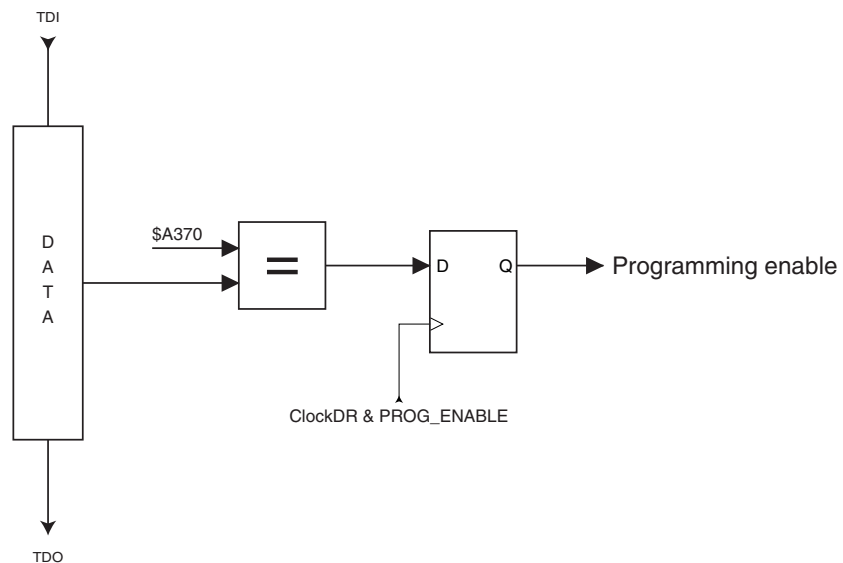 TDI
D
A
T
A
$A370
=
D
Q
Programming enable
ClockDR & PROG_ENABLE
TDO